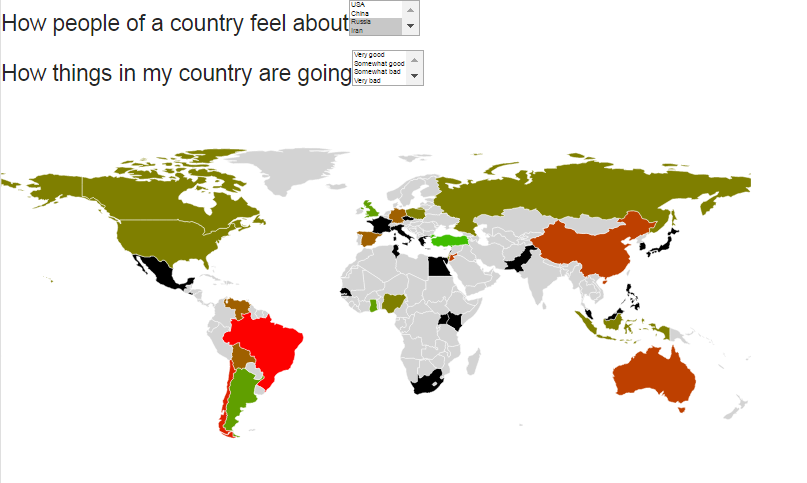 How people of a country feel about
USA
China
Russia
Iran
How things in my country are going
Very good
Somewhat good
Somewhat bad
Very bad